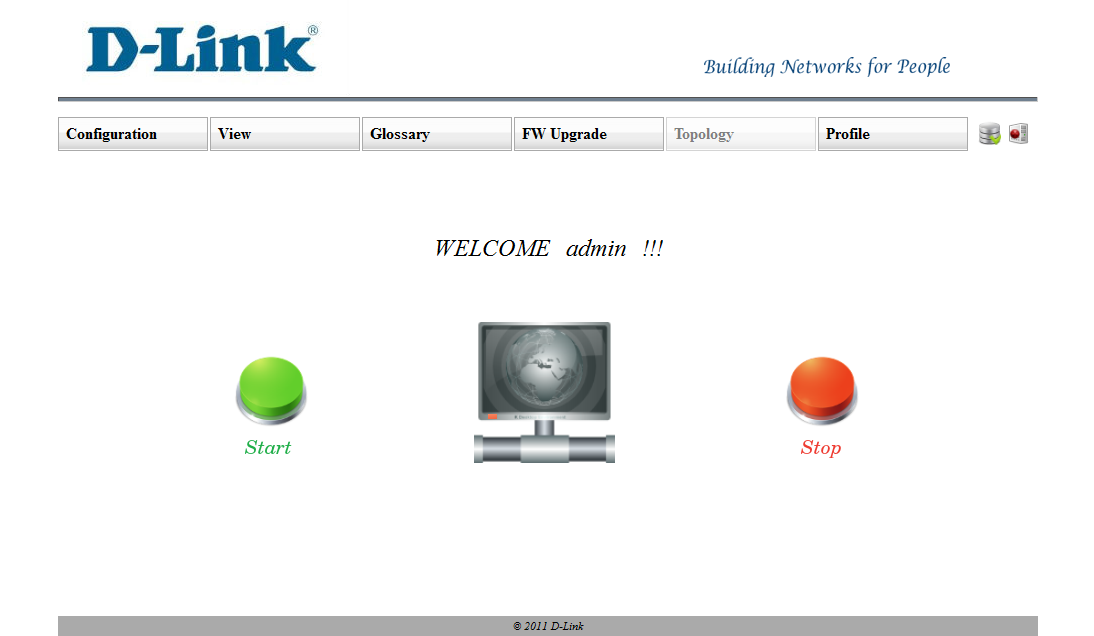 D-Link®
Building Networks for People
Configuration View Glossary FW Upgrade Topology Profile
WELCOME admin !!!
Start
Stop
© 2011 D-Link